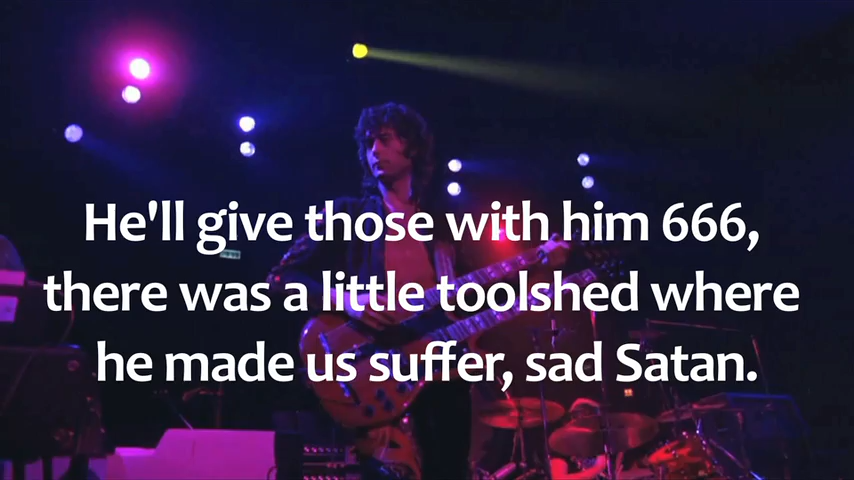 He'll give those with him 666,
there was a little toolshed where
he made us suffer, sad Satan.